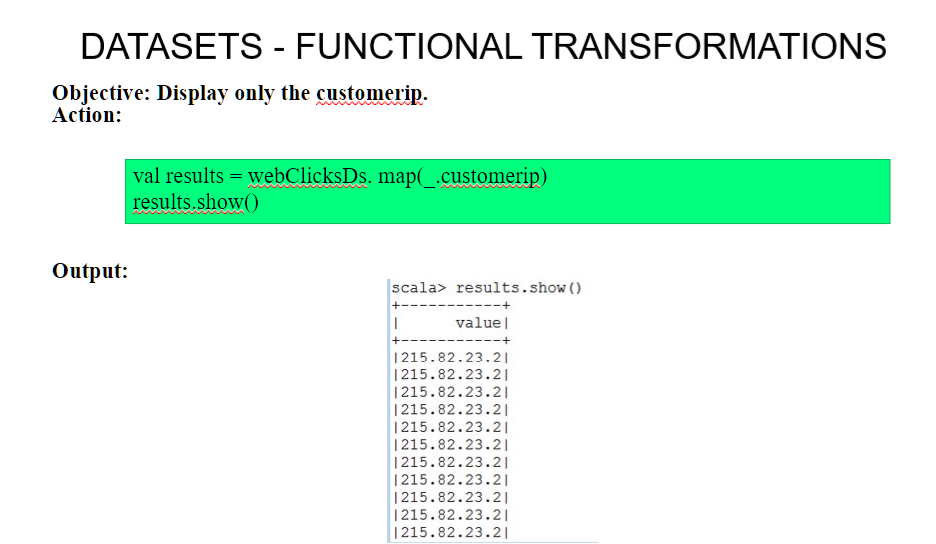 DATASETS - FUNCTIONAL TRANSFORMATIONS
Objective: Display only the customerip.
Action:
val results = webClicksDs. map(_.customerip)
results.show()
Output:
scala> results.show()
+-----------+
|      value|
+-----------+
|215.82.23.2|
|215.82.23.2|
|215.82.23.2|
|215.82.23.2|
|215.82.23.2|
|215.82.23.2|
|215.82.23.2|
|215.82.23.2|
|215.82.23.2|
|215.82.23.2|
|215.82.23.2|